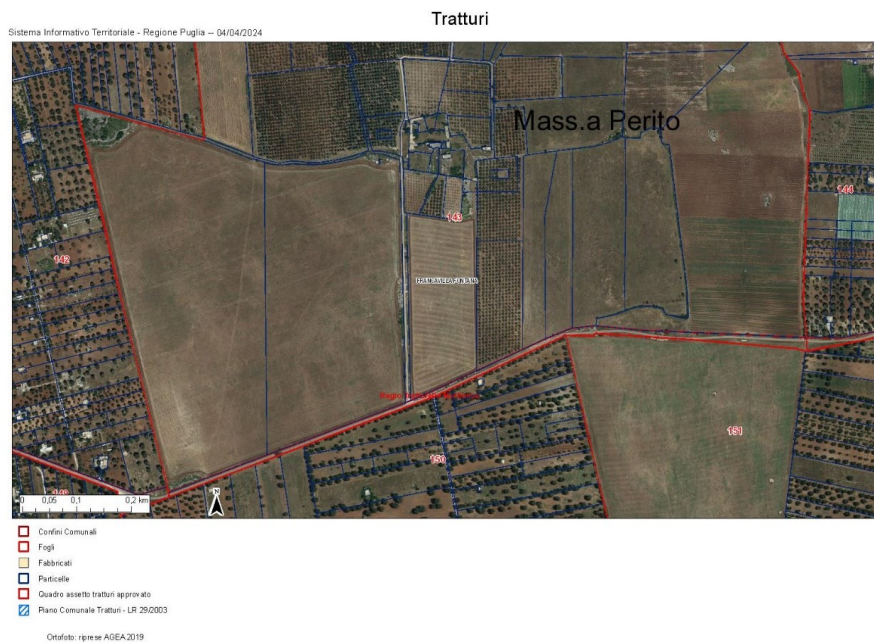 Tratturi
Sistema Informativo Territoriale - Regione Puglia -- 04/04/2024
Mass.a Perito
144
143
142
FRANCAVILLA FONTANA
151
150
0 0,05 0,1 0,2 km
N
Confini Comunali
Fogli
Fabbricati
Particelle
Quadro assetto tratturi approvato
Piano Comunale Tratturi - LR 29/2003
Ortofoto: riprese AGEA 2019